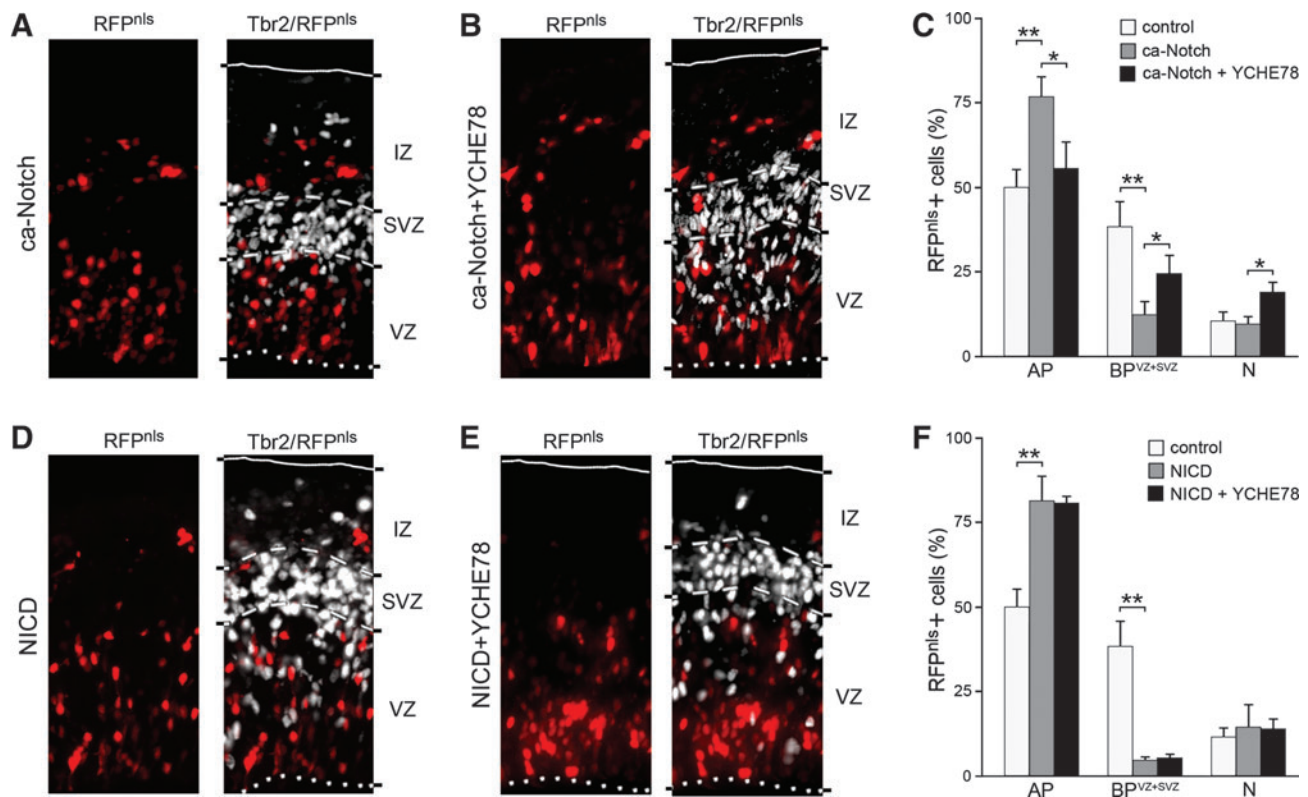 A
RFPnls
Tbr2/RFPnls
ca-Notch
IZ
SVZ
VZ
B
RFPnls
Tbr2/RFPnls
ca-Notch+YCHE78
IZ
SVZ
VZ
C
control
ca-Notch
ca-Notch + YCHE78
RFPnls+ cells (%)
100
75
50
25
0
** *
** *
*
AP BPVZ+SVZ N
D
RFPnls
Tbr2/RFPnls
NICD
IZ
SVZ
VZ
E
RFPnls
Tbr2/RFPnls
NICD+YCHE78
IZ
SVZ
VZ
F
control
NICD
NICD + YCHE78
RFPnls+ cells (%)
100
75
50
25
0
**
**
AP BPVZ+SVZ N